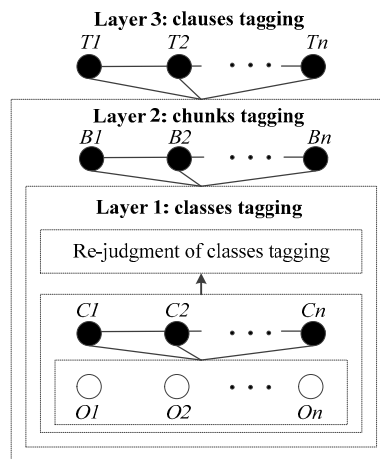 Layer 3: clauses tagging
T1 T2 Tn
Layer 2: chunks tagging
B1 B2 Bn
Layer 1: classes tagging
Re-judgment of classes tagging
C1 C2 Cn
O1 O2 On